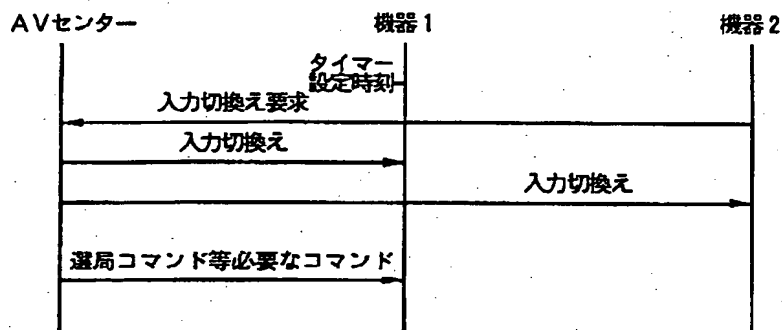 AVセンター
機器1
機器2
タイマー
設定時刻
入力切換え要求
入力切換え
入力切換え
選局コマンド等必要なコマンド